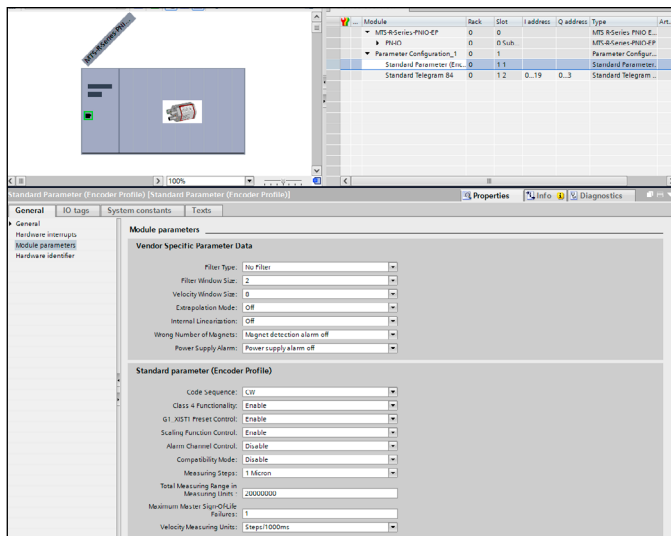 MTS-R-Series-PNI...
Module Rack Slot I address Q address Type Art.
MTS-R-Series-PNIO-EP 0 0 MTS R-Series PNIO E...
PN-IO 0 0 Sub... MTS-R-Series-PNIO-EP
Parameter Configuration_1 0 1 Parameter Configur...
Standard Parameter (Enc... 0 1 1 Standard Parameter.
Standard Telegram 84 0 1 2 0...19 0...3 Standard Telegram ...
100%
Standard Parameter (Encoder Profile) [Standard Parameter (Encoder Profile)]
Properties Info Diagnostics
General IO tags System constants Texts
General
Hardware interrupts
Module parameters
Hardware identifier
Module parameters
Vendor Specific Parameter Data
Filter Type: No Filter
Filter Window Size: 2
Velocity Window Size: 8
Extrapolation Mode: Off
Internal Linearization: Off
Wrong Number of Magnets: Magnet detection alarm off
Power Supply Alarm: Power supply alarm off
Standard parameter (Encoder Profile)
Code Sequence: CW
Class 4 Functionality: Enable
G1_XIST1 Preset Control: Enable
Scaling Function Control: Enable
Alarm Channel Control: Disable
Compatibility Mode: Disable
Measuring Steps: 1 Micron
Total Measuring Range in
Measuring Units : 20000000
Maximum Master Sign-Of-Life
Failures: 1
Velocity Measuring Units: Steps/1000ms